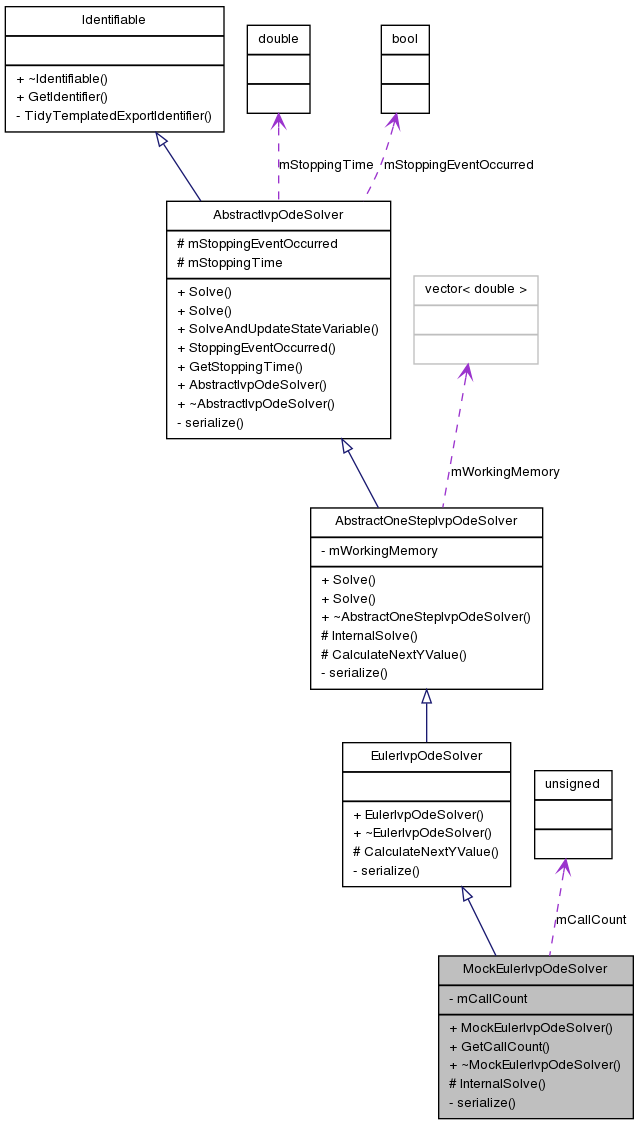 Identifiable
+ ~Identifiable()
+ GetIdentifier()
- TidyTemplatedExportIdentifier()
double
bool
mStoppingTime
mStoppingEventOccurred
AbstractIvpOdeSolver
# mStoppingEventOccurred
# mStoppingTime
+ Solve()
+ Solve()
+ SolveAndUpdateStateVariable()
+ StoppingEventOccurred()
+ GetStoppingTime()
+ AbstractIvpOdeSolver()
+ ~AbstractIvpOdeSolver()
- serialize()
vector< double >
mWorkingMemory
AbstractOneStepIvpOdeSolver
- mWorkingMemory
+ Solve()
+ Solve()
+ ~AbstractOneStepIvpOdeSolver()
# InternalSolve()
# CalculateNextYValue()
- serialize()
EulerIvpOdeSolver
+ EulerIvpOdeSolver()
+ ~EulerIvpOdeSolver()
# CalculateNextYValue()
- serialize()
unsigned
mCallCount
MockEulerIvpOdeSolver
- mCallCount
+ MockEulerIvpOdeSolver()
+ GetCallCount()
+ ~MockEulerIvpOdeSolver()
# InternalSolve()
- serialize()